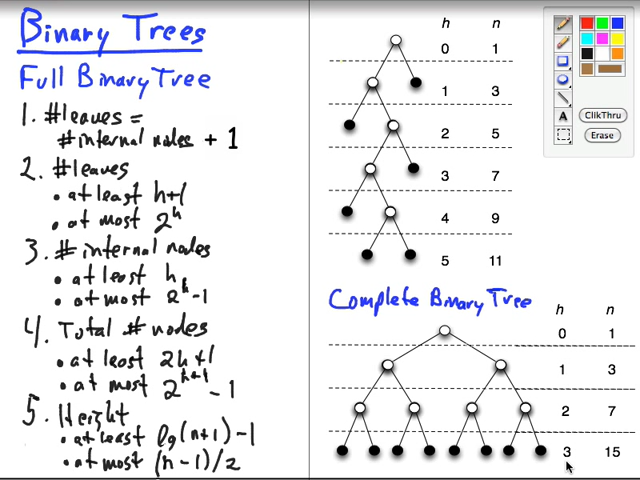 Binary Trees
Full Binary Tree
1. #leaves =
#internal nodes + 1
2. #leaves
• at least h+1
• at most 2^h
3. # internal nodes
• at least h
• at most 2^h - 1
4. Total # nodes
• at least 2h+1
• at most 2^(h+1) - 1
5. Height
• at least lg(n+1) - 1
• at most (n-1)/2
h n
0 1
1 3
2 5
3 7
4 9
5 11
Complete Binary Tree
h n
0 1
1 3
2 7
3 15
A
ClikThru
Erase